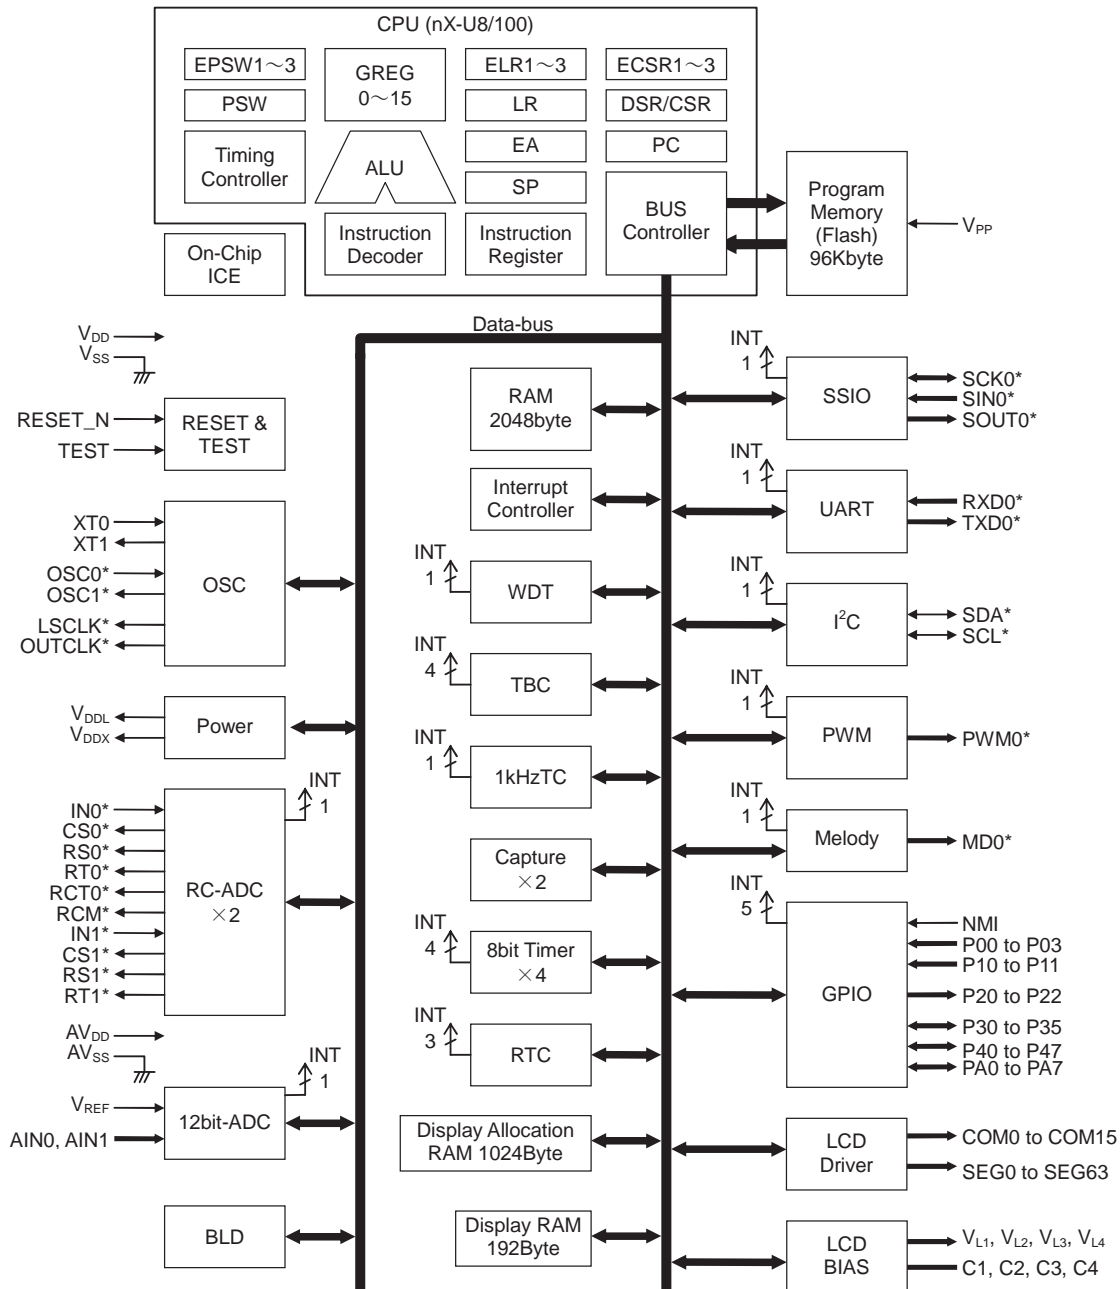 CPU (nX-U8/100)
EPSW1～3
GREG
0～15
ELR1～3
ECSR1～3
PSW
LR
DSR/CSR
Timing
Controller
ALU
EA
PC
SP
BUS
Controller
Program
Memory
(Flash)
96Kbyte
VPP
On-Chip
ICE
Instruction
Decoder
Instruction
Register
Data-bus
VDD
VSS
RESET_N
TEST
RESET &
TEST
XT0
XT1
OSC0*
OSC1*
LSCLK*
OUTCLK*
OSC
VDDL
VDDX
Power
IN0*
CS0*
RS0*
RT0*
RCT0*
RCM*
IN1*
CS1*
RS1*
RT1*
RC-ADC
×2
INT
1
AVDD
AVSS
VREF
AIN0, AIN1
12bit-ADC
INT
1
BLD
RAM
2048byte
Interrupt
Controller
INT
1
WDT
INT
4
TBC
INT
1
1kHzTC
Capture
×2
INT
4
8bit Timer
×4
INT
3
RTC
Display Allocation
RAM 1024Byte
Display RAM
192Byte
INT
1
SSIO
SCK0*
SIN0*
SOUT0*
INT
1
UART
RXD0*
TXD0*
INT
1
I2C
SDA*
SCL*
INT
1
PWM
PWM0*
INT
1
Melody
MD0*
INT
5
GPIO
NMI
P00 to P03
P10 to P11
P20 to P22
P30 to P35
P40 to P47
PA0 to PA7
LCD
Driver
COM0 to COM15
SEG0 to SEG63
LCD
BIAS
VL1, VL2, VL3, VL4
C1, C2, C3, C4